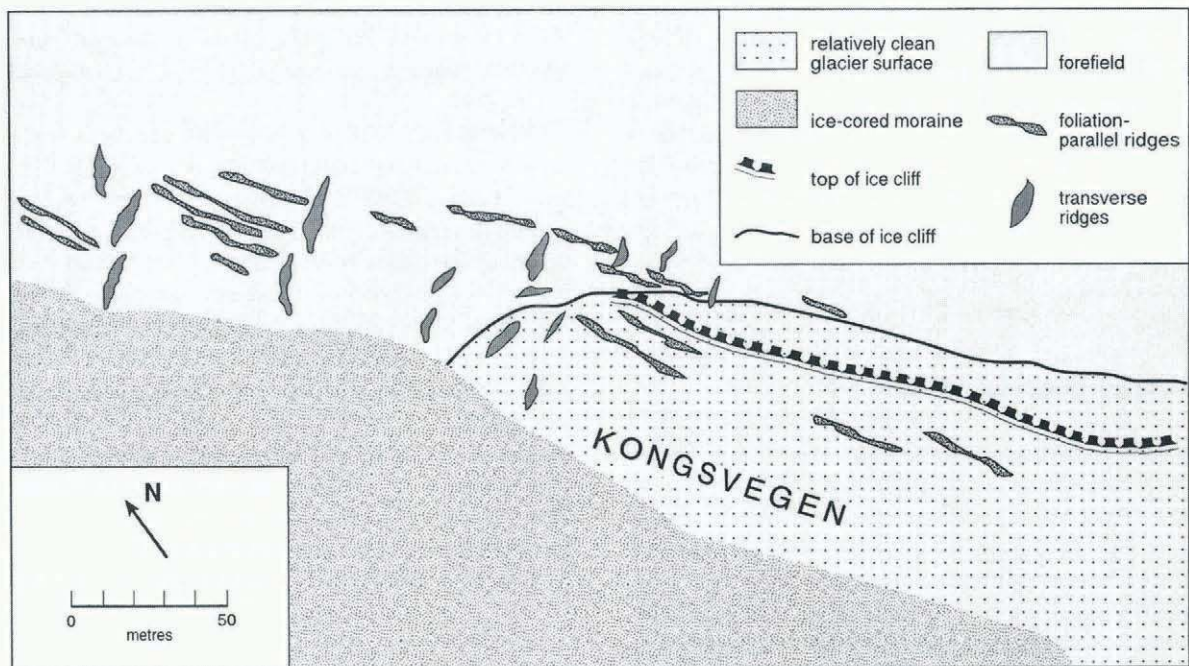 relatively clean
glacier surface
forefield
ice-cored moraine
foliation-
parallel ridges
top of ice cliff
transverse
ridges
base of ice cliff
KONGSVEGEN
N
0 50
metres